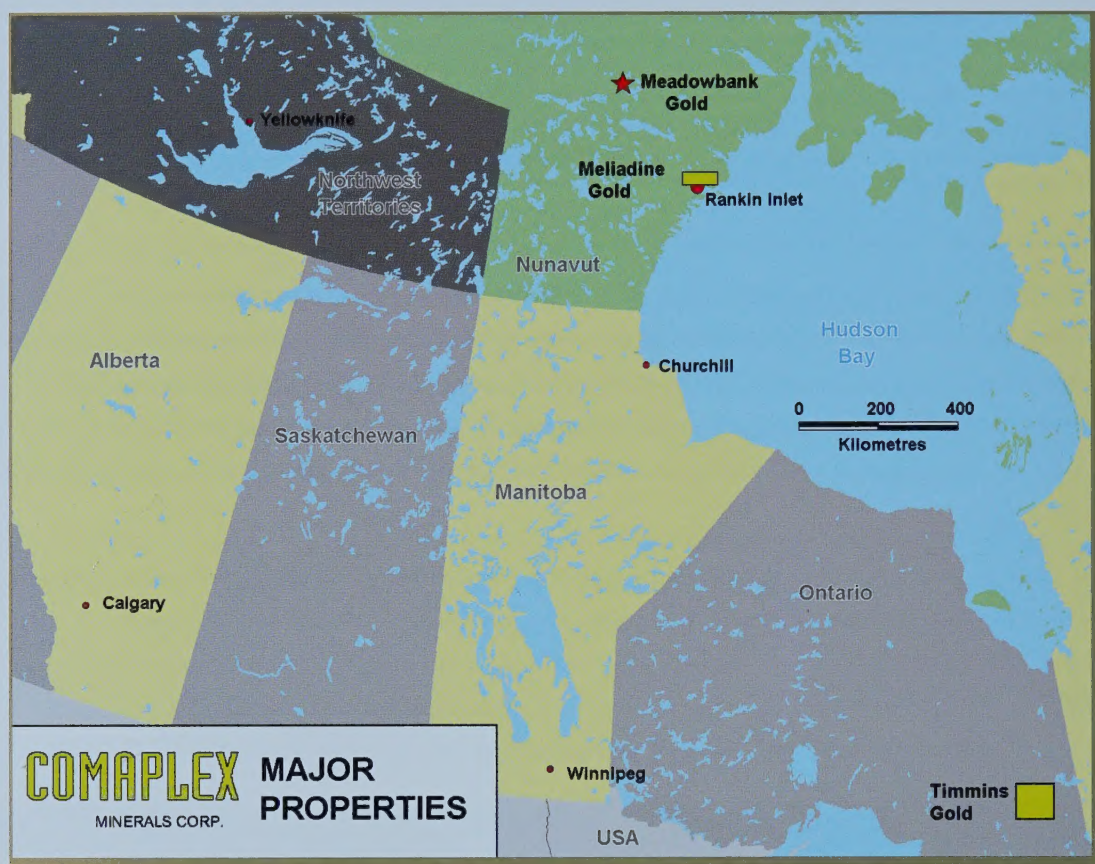 Meadowbank
Gold
Yellowknife
Meliadine
Gold
Northwest
Territories
Rankin Inlet
Nunavut
Hudson
Bay
Alberta
Churchill
0 200 400
Kilometres
Saskatchewan
Manitoba
Ontario
Calgary
COMAPLEX
MINERALS CORP.
MAJOR
PROPERTIES
Winnipeg
Timmins
Gold
USA